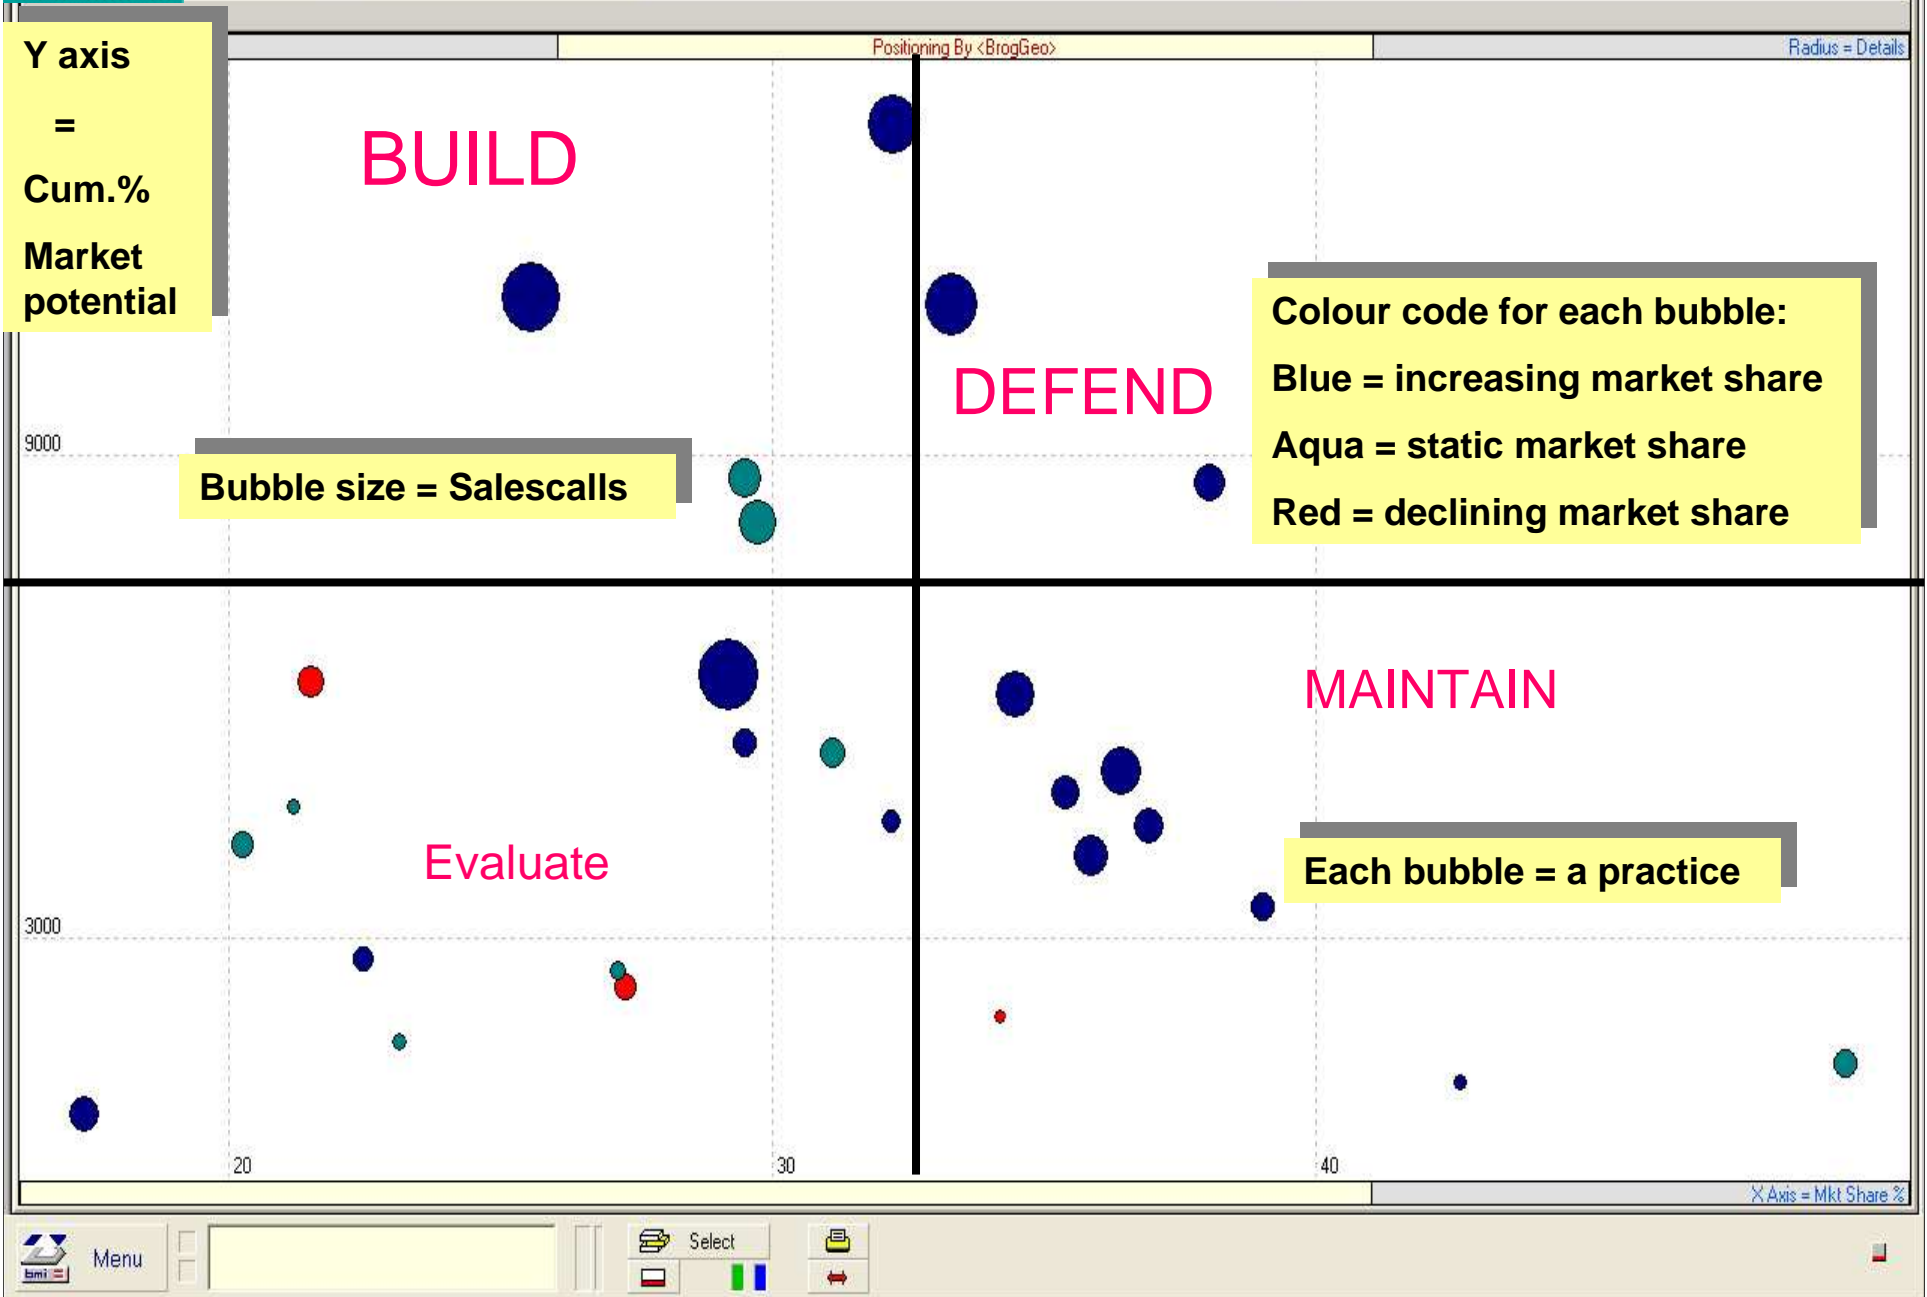 Positioning By <BrogGeo>
Radius = Details
Y axis
=
Cum.%
Market
potential
BUILD
DEFEND
Colour code for each bubble:
Blue = increasing market share
Aqua = static market share
Red = declining market share
9000
Bubble size = Salescalls
MAINTAIN
Evaluate
Each bubble = a practice
3000
20
30
40
X Axis = Mkt Share %
bmi
Menu
Select